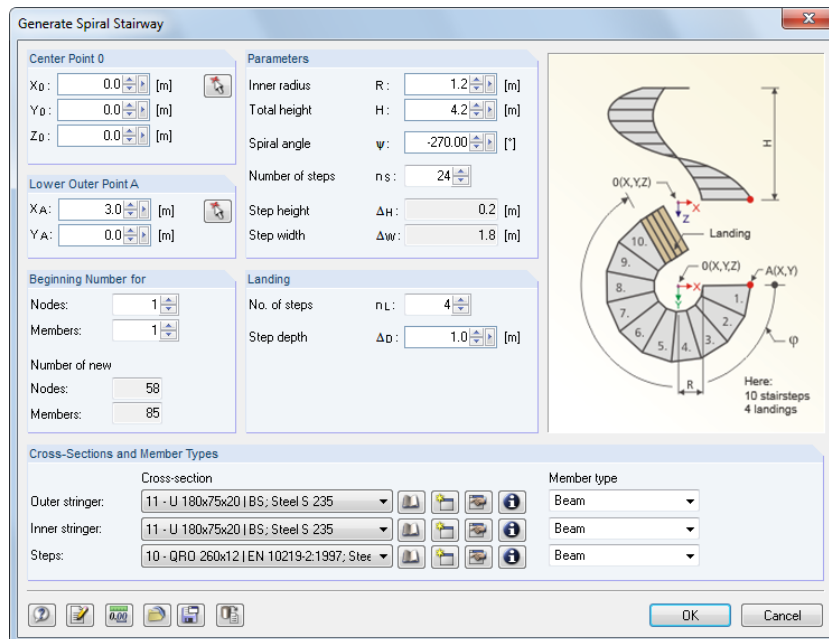 Generate Spiral Stairway
Center Point 0
X0: 0.0 [m]
Y0: 0.0 [m]
Z0: 0.0 [m]
Lower Outer Point A
XA: 3.0 [m]
YA: 0.0 [m]
Beginning Number for
Nodes: 1
Members: 1
Number of new
Nodes: 58
Members: 85
Parameters
Inner radius R: 1.2 [m]
Total height H: 4.2 [m]
Spiral angle ψ: -270.00 [°]
Number of steps nS: 24
Step height ΔH: 0.2 [m]
Step width ΔW: 1.8 [m]
Landing
No. of steps nL: 4
Step depth ΔD: 1.0 [m]
H
0(X,Y,Z)
X
Z
Landing
10.
9.
8.
7.
6.
5.
4.
3.
2.
1.
0(X,Y,Z)
A(X,Y)
X
Y
φ
R
Here:
10 stairsteps
4 landings
Cross-Sections and Member Types
Cross-section Member type
Outer stringer: 11 - U 180x75x20 | BS; Steel S 235 Beam
Inner stringer: 11 - U 180x75x20 | BS; Steel S 235 Beam
Steps: 10 - QRO 260x12 | EN 10219-2:1997; Stee Beam
0.00
OK Cancel